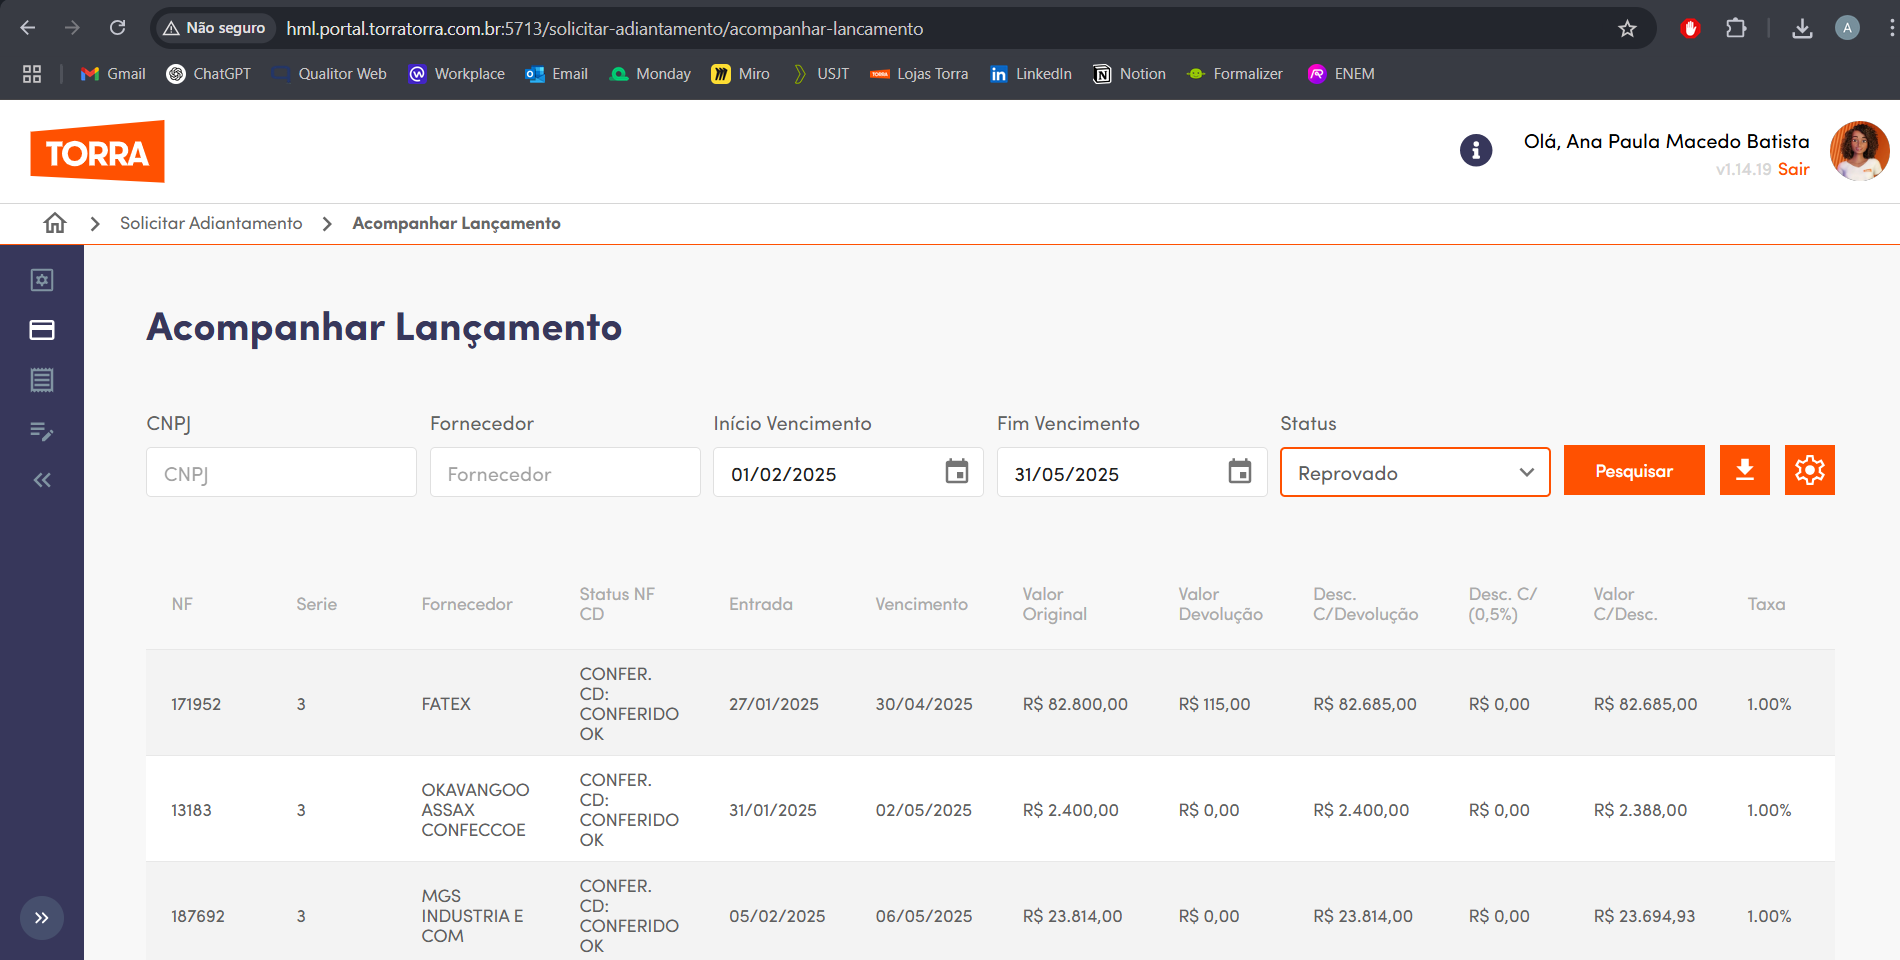 Não seguro
hml.portal.torratorra.com.br:5713/solicitar-adiantamento/acompanhar-lancamento
A
Gmail
ChatGPT
Qualitor Web
Workplace
Email
Monday
Miro
USJT
Lojas Torra
LinkedIn
Notion
Formalizer
ENEM
TORRA
Olá, Ana Paula Macedo Batista
v1.14.19 Sair
Solicitar Adiantamento
Acompanhar Lançamento
Acompanhar Lançamento
CNPJ
Fornecedor
Início Vencimento
Fim Vencimento
Status
CNPJ
Fornecedor
01/02/2025
31/05/2025
Reprovado
Pesquisar
NF
Serie
Fornecedor
Status NF
CD
Entrada
Vencimento
Valor
Original
Valor
Devolução
Desc.
C/Devolução
Desc. C/
(0,5%)
Valor
C/Desc.
Taxa
171952
3
FATEX
CONFER.
CD:
CONFERIDO
OK
27/01/2025
30/04/2025
R$ 82.800,00
R$ 115,00
R$ 82.685,00
R$ 0,00
R$ 82.685,00
1.00%
13183
3
OKAVANGOO
ASSAX
CONFECCOE
CONFER.
CD:
CONFERIDO
OK
31/01/2025
02/05/2025
R$ 2.400,00
R$ 0,00
R$ 2.400,00
R$ 0,00
R$ 2.388,00
1.00%
187692
3
MGS
INDUSTRIA E
COM
CONFER.
CD:
CONFERIDO
OK
05/02/2025
06/05/2025
R$ 23.814,00
R$ 0,00
R$ 23.814,00
R$ 0,00
R$ 23.694,93
1.00%